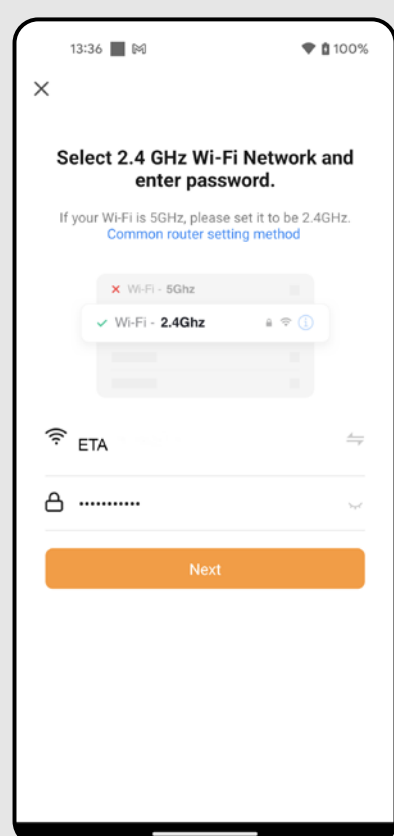 13:36
100%
Select 2.4 GHz Wi-Fi Network and
enter password.
If your Wi-Fi is 5GHz, please set it to be 2.4GHz.
Common router setting method
Wi-Fi - 5Ghz
Wi-Fi - 2.4Ghz
ETA
•••••••••••
Next